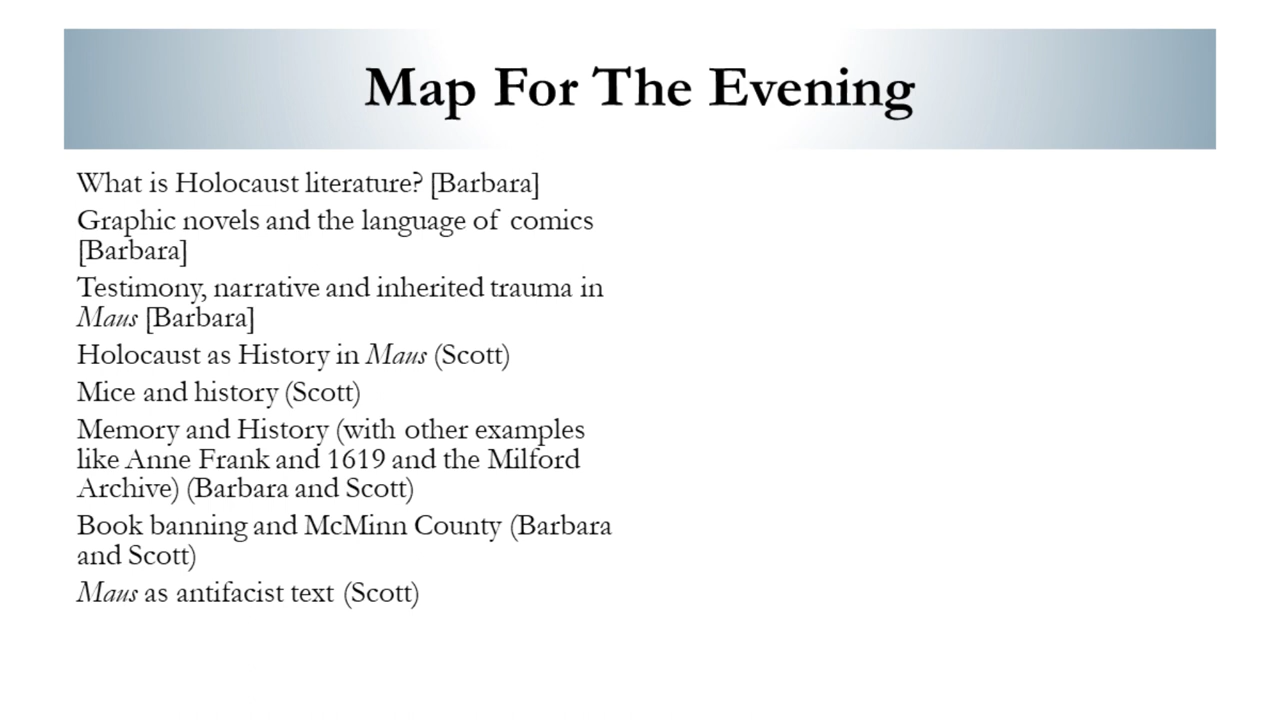 Map For The Evening
What is Holocaust literature? [Barbara]
Graphic novels and the language of comics
[Barbara]
Testimony, narrative and inherited trauma in
Maus [Barbara]
Holocaust as History in Maus (Scott)
Mice and history (Scott)
Memory and History (with other examples
like Anne Frank and 1619 and the Milford
Archive) (Barbara and Scott)
Book banning and McMinn County (Barbara
and Scott)
Maus as antifacist text (Scott)